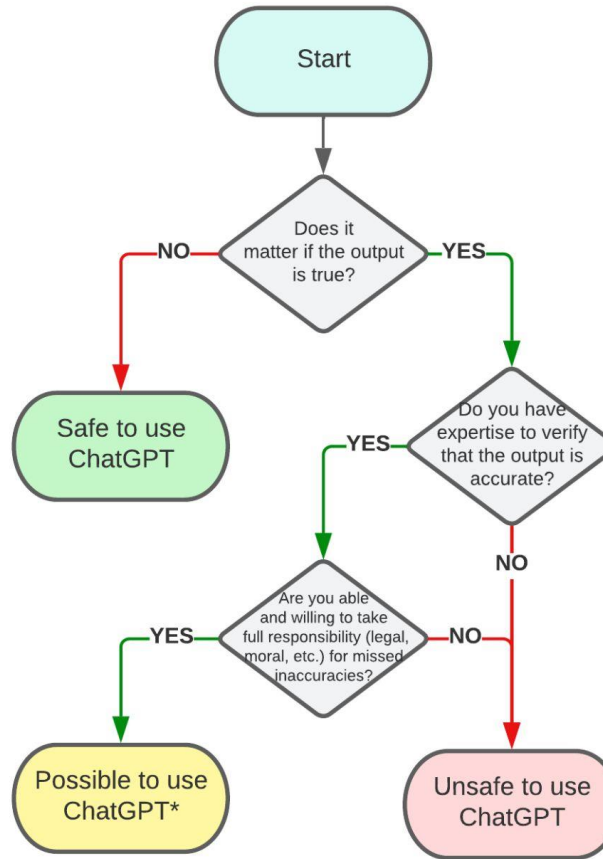 Start
Does it
matter if the output
is true?
NO
YES
Safe to use
ChatGPT
Do you have
expertise to verify
that the output is
accurate?
YES
NO
Are you able
and willing to take
full responsibility (legal,
moral, etc.) for missed
inaccuracies?
YES
NO
Possible to use
ChatGPT*
Unsafe to use
ChatGPT